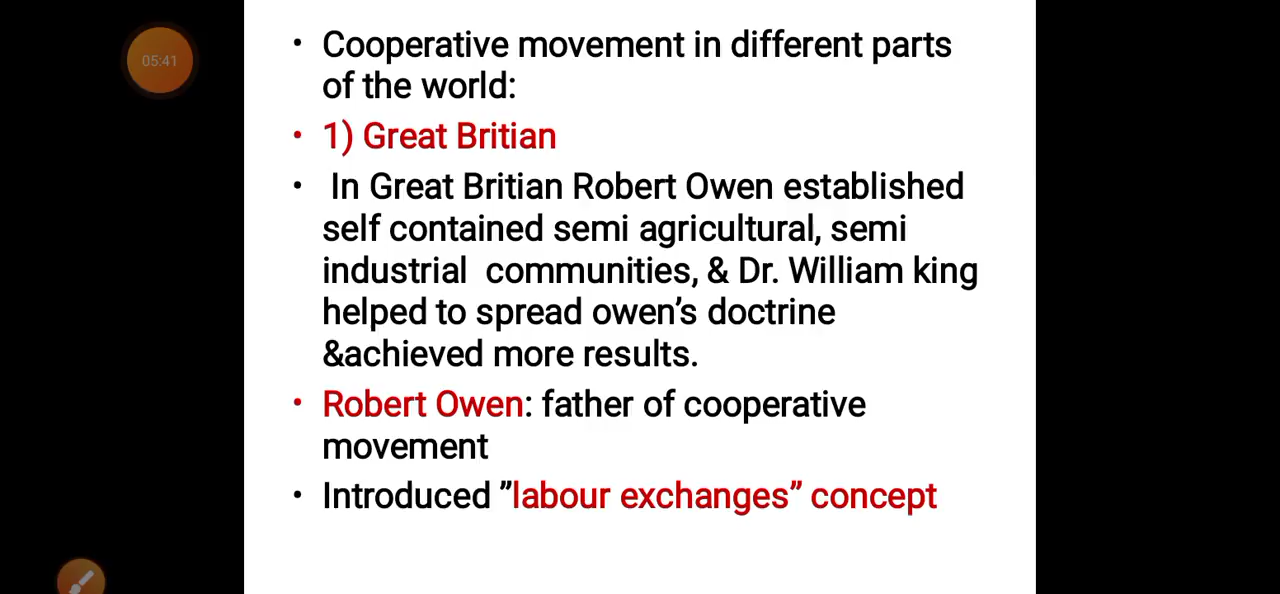 05:41
• Cooperative movement in different parts
of the world:
• 1) Great Britian
• In Great Britian Robert Owen established
self contained semi agricultural, semi
industrial communities, & Dr. William king
helped to spread owen’s doctrine
&achieved more results.
• Robert Owen: father of cooperative
movement
• Introduced ”labour exchanges” concept